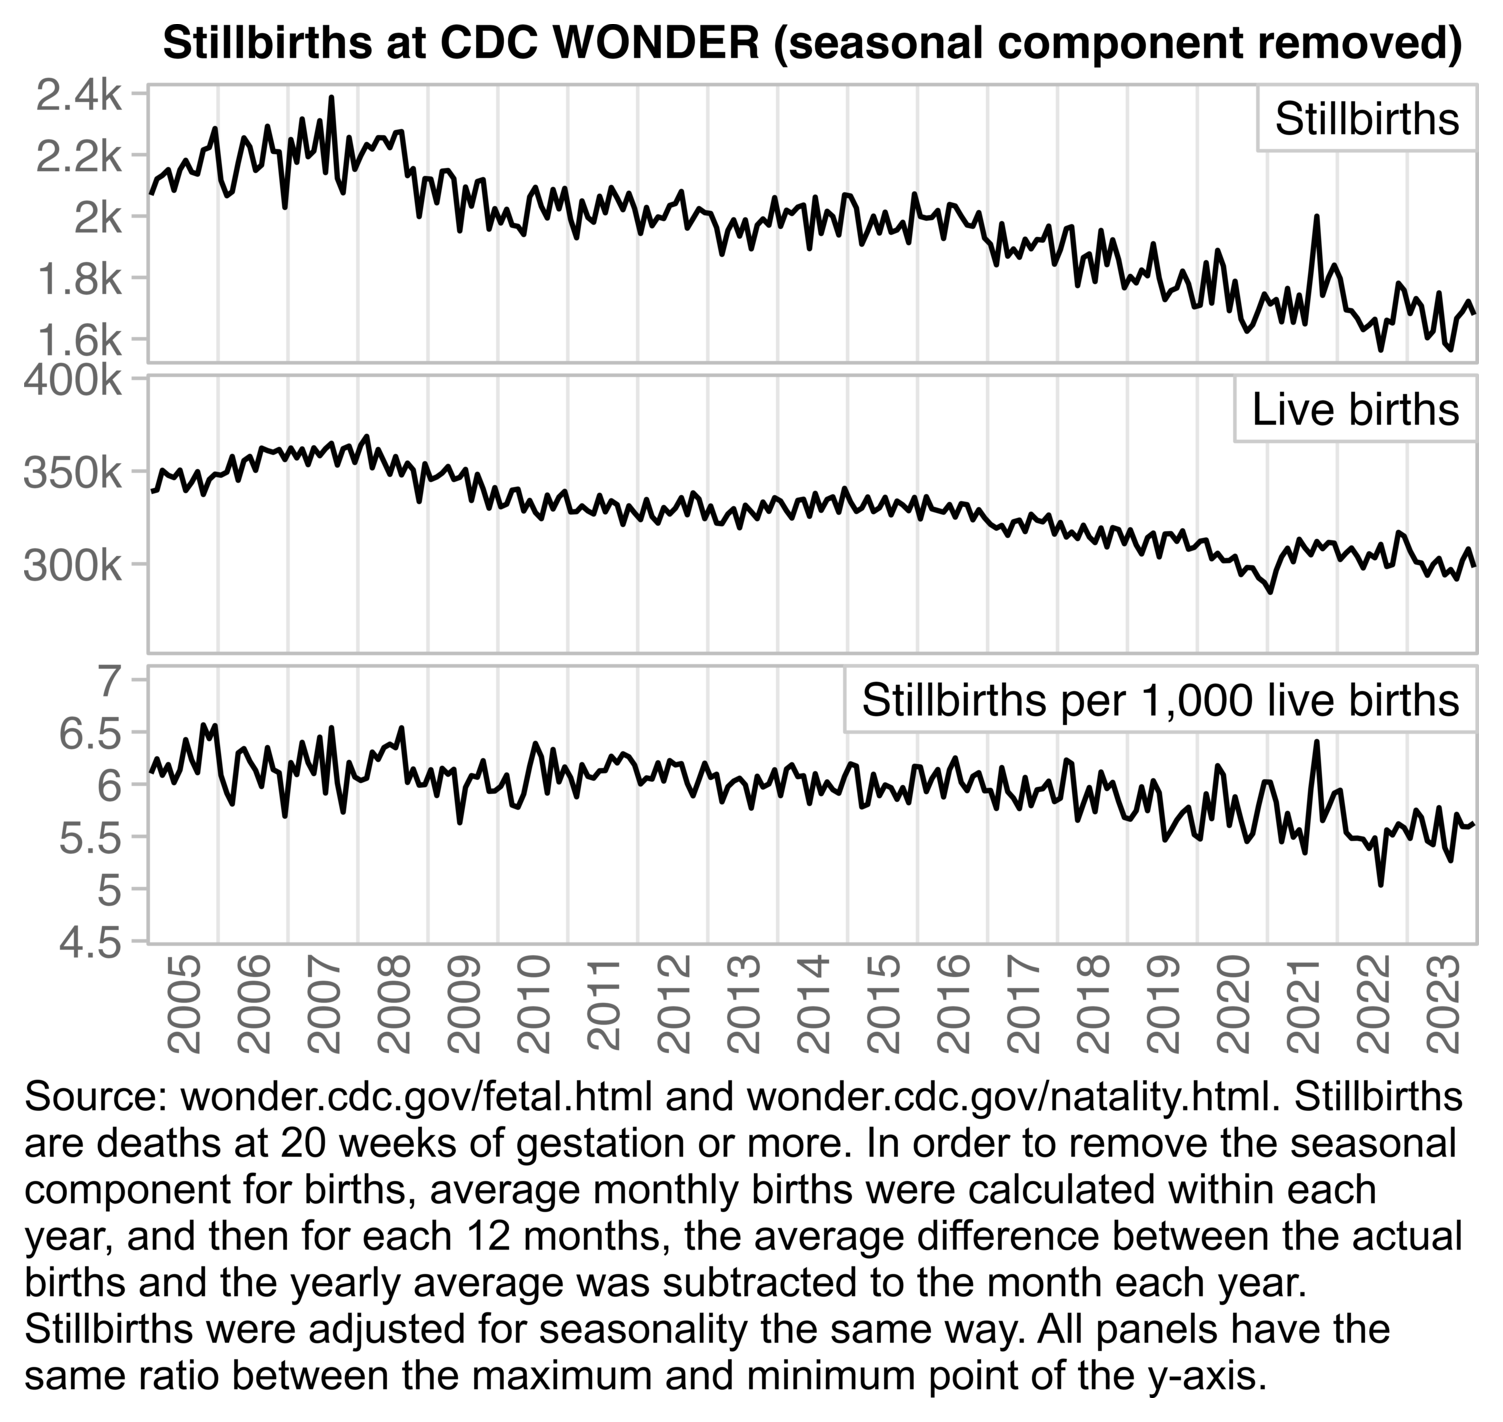 Stillbirths at CDC WONDER (seasonal component removed)
2.4k
2.2k
2k
1.8k
1.6k
Stillbirths
400k
350k
300k
Live births
7
6.5
6
5.5
5
4.5
Stillbirths per 1,000 live births
2005
2006
2007
2008
2009
2010
2011
2012
2013
2014
2015
2016
2017
2018
2019
2020
2021
2022
2023
Source: wonder.cdc.gov/fetal.html and wonder.cdc.gov/natality.html. Stillbirths
are deaths at 20 weeks of gestation or more. In order to remove the seasonal
component for births, average monthly births were calculated within each
year, and then for each 12 months, the average difference between the actual
births and the yearly average was subtracted to the month each year.
Stillbirths were adjusted for seasonality the same way. All panels have the
same ratio between the maximum and minimum point of the y-axis.